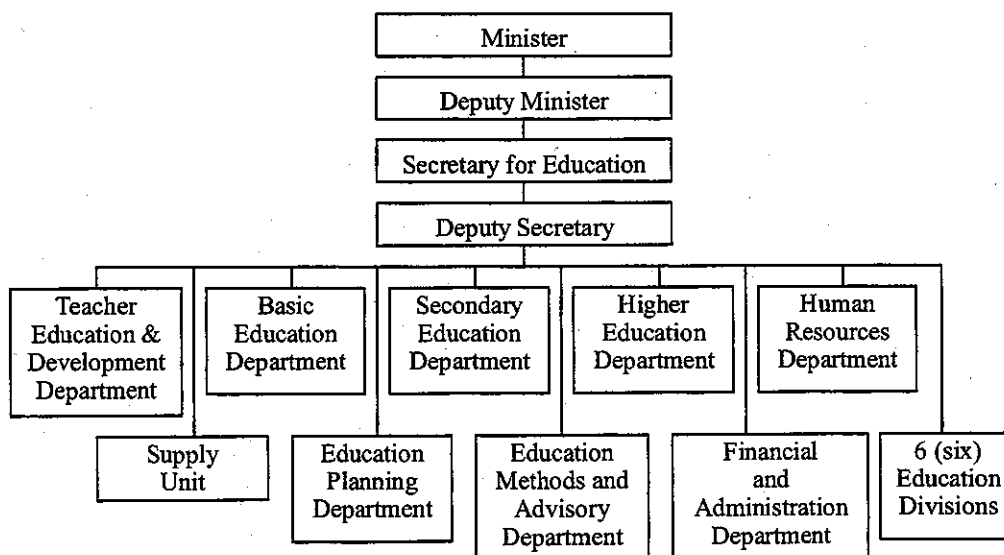 Minister
Deputy Minister
Secretary for Education
Deputy Secretary
Teacher
Education &
Development
Department
Basic
Education
Department
Secondary
Education
Department
Higher
Education
Department
Human
Resources
Department
Supply
Unit
Education
Planning
Department
Education
Methods and
Advisory
Department
Financial
and
Administration
Department
6 (six)
Education
Divisions